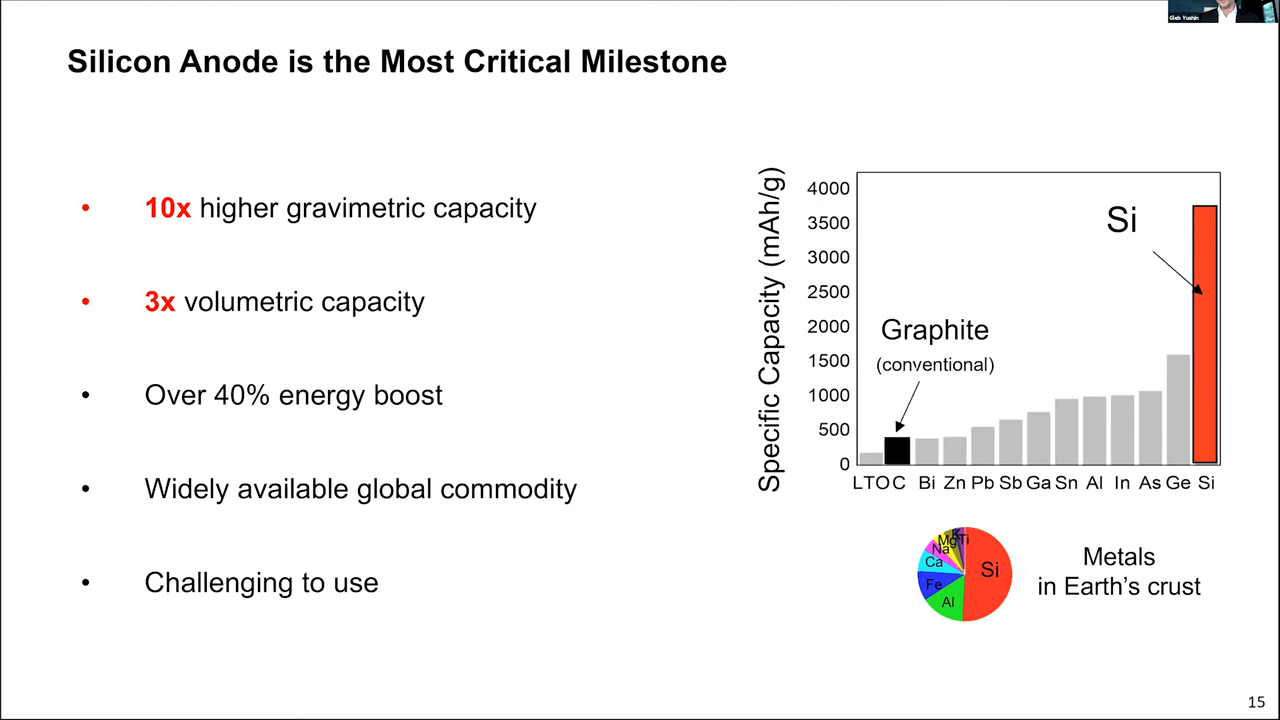 Gleb Yushin
Silicon Anode is the Most Critical Milestone
• 10x higher gravimetric capacity
• 3x volumetric capacity
• Over 40% energy boost
• Widely available global commodity
• Challenging to use
Specific Capacity (mAh/g)
4000
3500
3000
2500
2000
1500
1000
500
0
Si
Graphite
(conventional)
LTO C Bi Zn Pb Sb Ga Sn Al In As Ge Si
Si
Al
Fe
Ca
Na
Mg
K
Ti
Metals
in Earth's crust
15